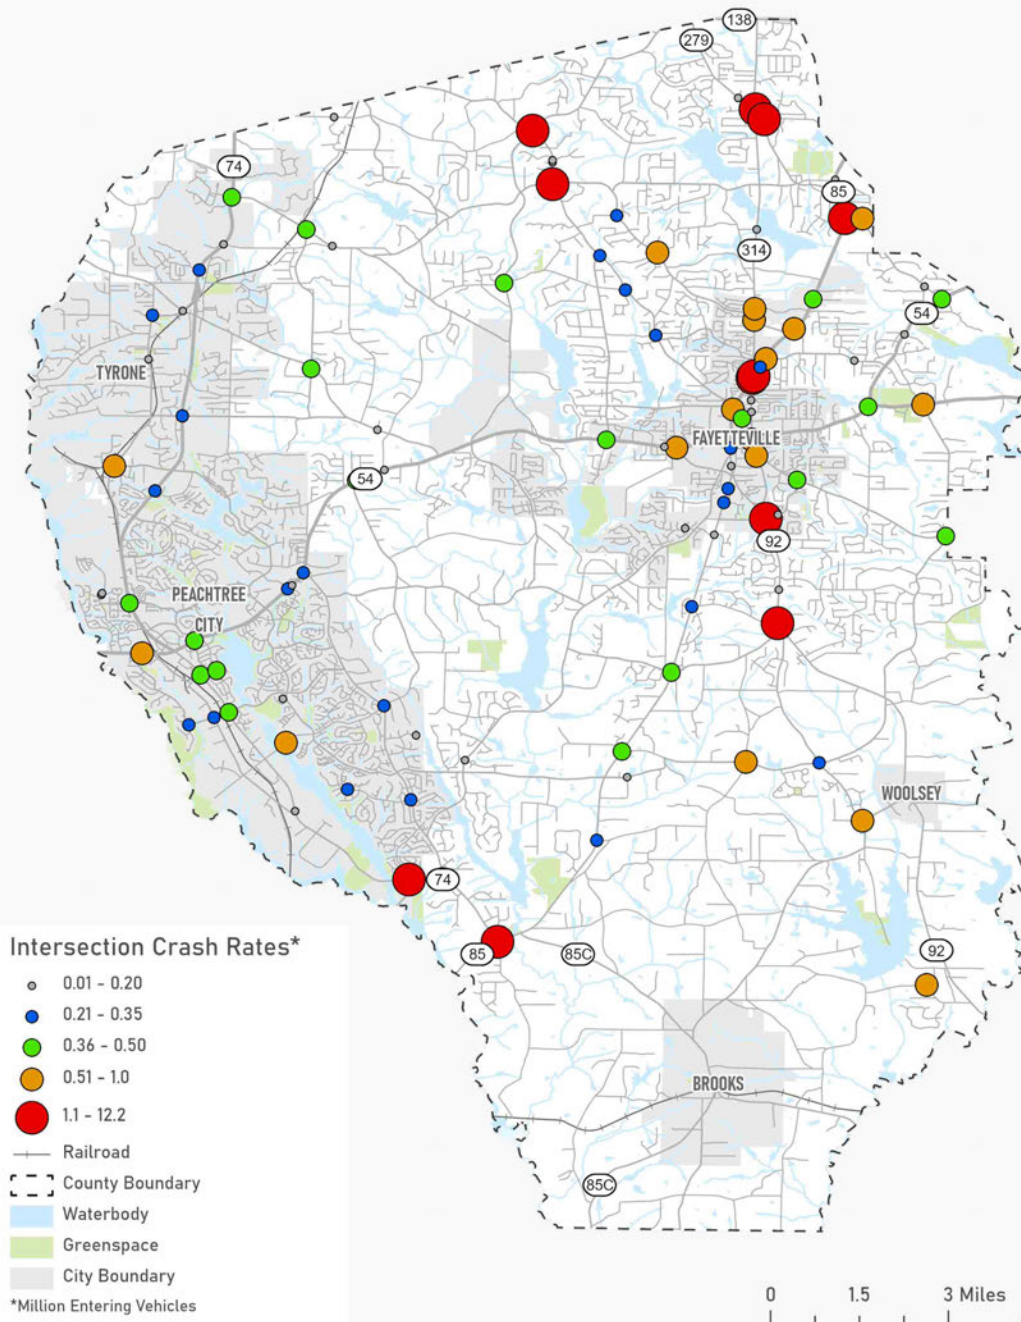 138
279
74
85
314
54
TYRONE
FAYETTEVILLE
54
92
PEACHTREE
CITY
WOOLSEY
74
85
85C
92
BROOKS
85C
Intersection Crash Rates*
0.01 - 0.20
0.21 - 0.35
0.36 - 0.50
0.51 - 1.0
1.1 - 12.2
Railroad
County Boundary
Waterbody
Greenspace
City Boundary
*Million Entering Vehicles
0 1.5 3 Miles